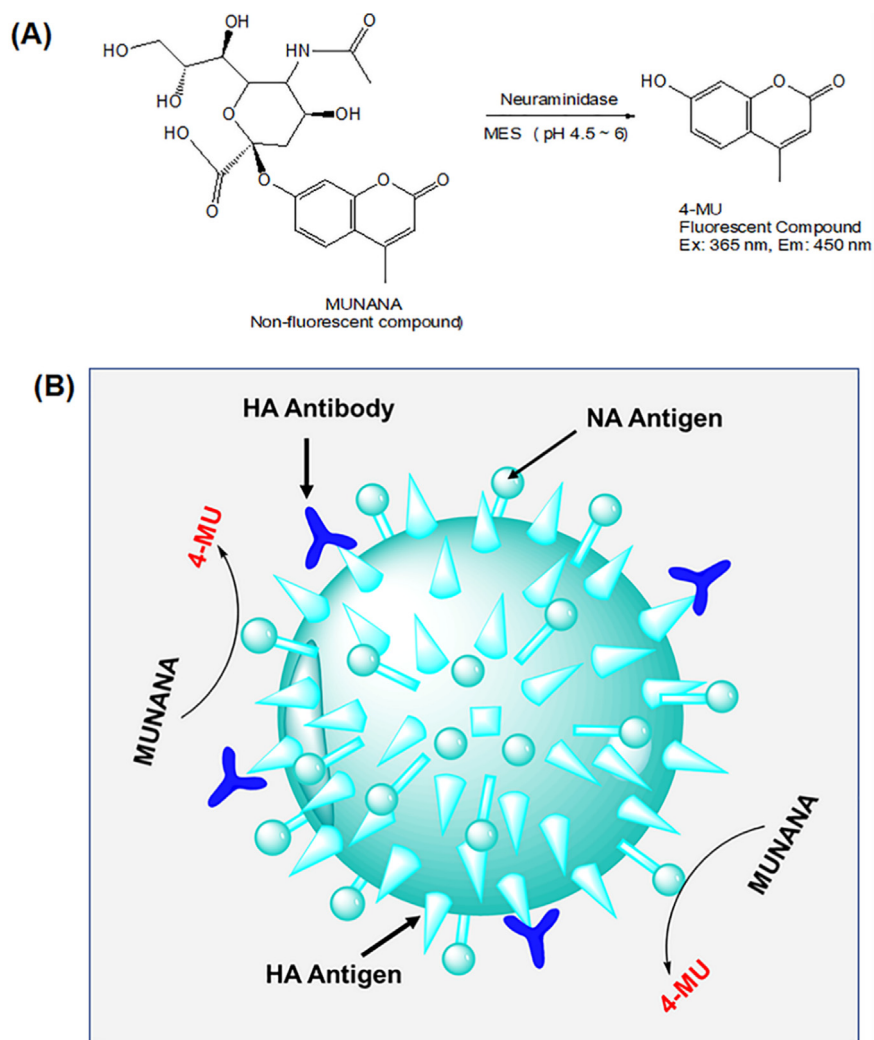 (A)
OH
HO
HN
O
OH
O
OH
HO
O
O
O
O
MUNANA
Non-fluorescent compound)
Neuraminidase
MES ( pH 4.5 ~ 6)
HO
O
O
4-MU
Fluorescent Compound
Ex: 365 nm, Em: 450 nm
(B)
HA Antibody
NA Antigen
4-MU
MUNANA
MUNANA
HA Antigen
4-MU